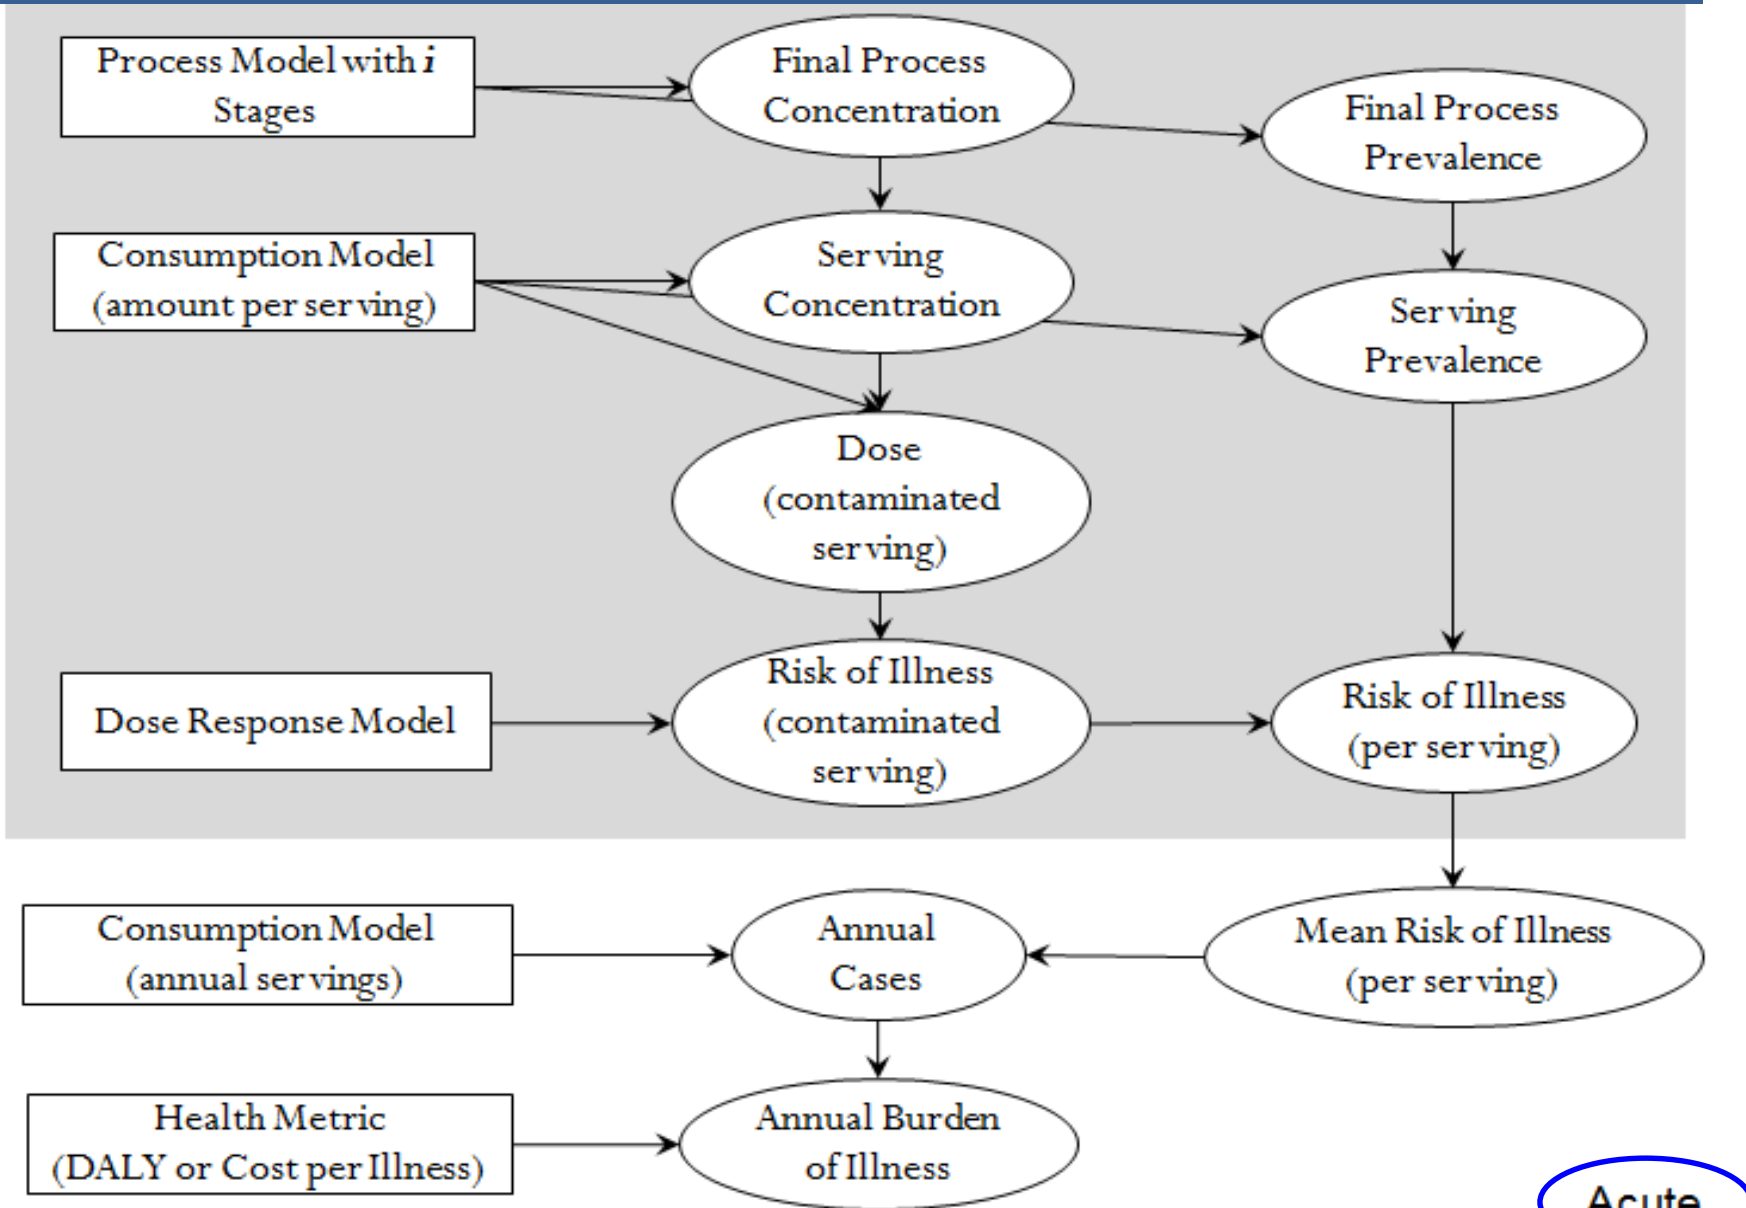 Process Model with i
Stages
Final Process
Concentration
Final Process
Prevalence
Consumption Model
(amount per serving)
Serving
Concentration
Serving
Prevalence
Dose
(contaminated
serving)
Dose Response Model
Risk of Illness
(contaminated
serving)
Risk of Illness
(per serving)
Consumption Model
(annual servings)
Annual
Cases
Mean Risk of Illness
(per serving)
Health Metric
(DALY or Cost per Illness)
Annual Burden
of Illness
Acute